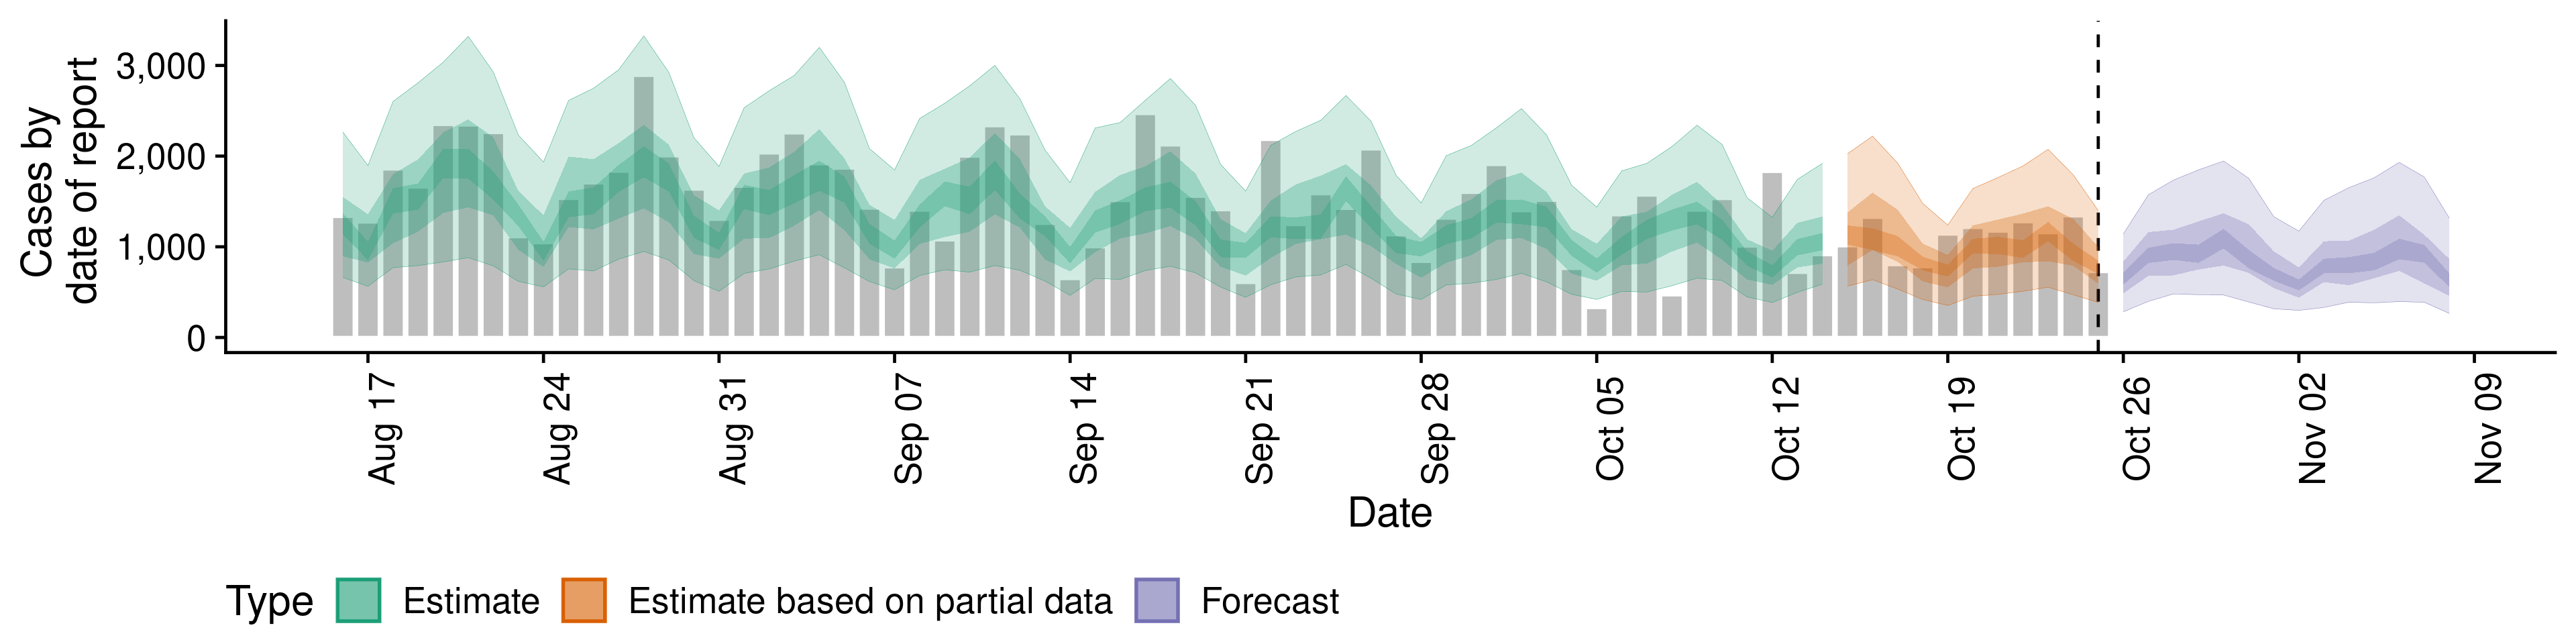 Cases by
date of report
3,000
2,000
1,000
0
Aug 17
Aug 24
Aug 31
Sep 07
Sep 14
Sep 21
Sep 28
Oct 05
Oct 12
Oct 19
Oct 26
Nov 02
Nov 09
Date
Type Estimate Estimate based on partial data Forecast